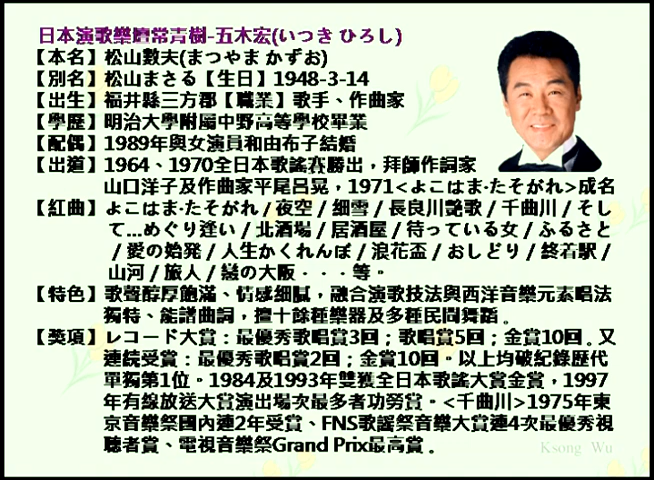 日本演歌樂壇常青樹-五木宏(いつき ひろし)
【本名】松山數夫(まつやま かずお)
【別名】松山まさる【生日】1948-3-14
【出生】福井縣三方郡【職業】歌手、作曲家
【學歷】明治大學附屬中野高等學校畢業
【配偶】1989年與女演員和由布子結婚
【出道】1964、1970全日本歌謠賽勝出，拜師作詞家
山口洋子及作曲家平尾昌晃，1971<よこはま·たそがれ>成名
【紅曲】よこはま·たそがれ / 夜空 / 細雪 / 長良川艶歌 / 千曲川 / そし
て...めぐり逢い / 北酒場 / 居酒屋 / 待っている女 / ふるさと
/ 愛の始発 / 人生かくれんぼ / 浪花盃 / おしどり / 終着駅 /
山河 / 旅人 / 戀の大阪・・・等。
【特色】歌聲醇厚飽滿、情感細膩，融合演歌技法與西洋音樂元素唱法
獨特、能譜曲詞，擅十餘種樂器及多種民間舞蹈。
【獎項】レコード大賞：最優秀歌唱賞3回；歌唱賞5回；金賞10回。又
連続受賞：最優秀歌唱賞2回；金賞10回。以上均破紀錄歷代
單獨第1位。1984及1993年雙獲全日本歌謠大賞金賞，1997
年有線放送大賞演出場次最多者功勞賞。<千曲川>1975年東
京音樂祭國內連2年受賞、FNS歌謠祭音樂大賞連4次最優秀視
聽者賞、電視音樂祭Grand Prix最高賞。
Ksong Wu